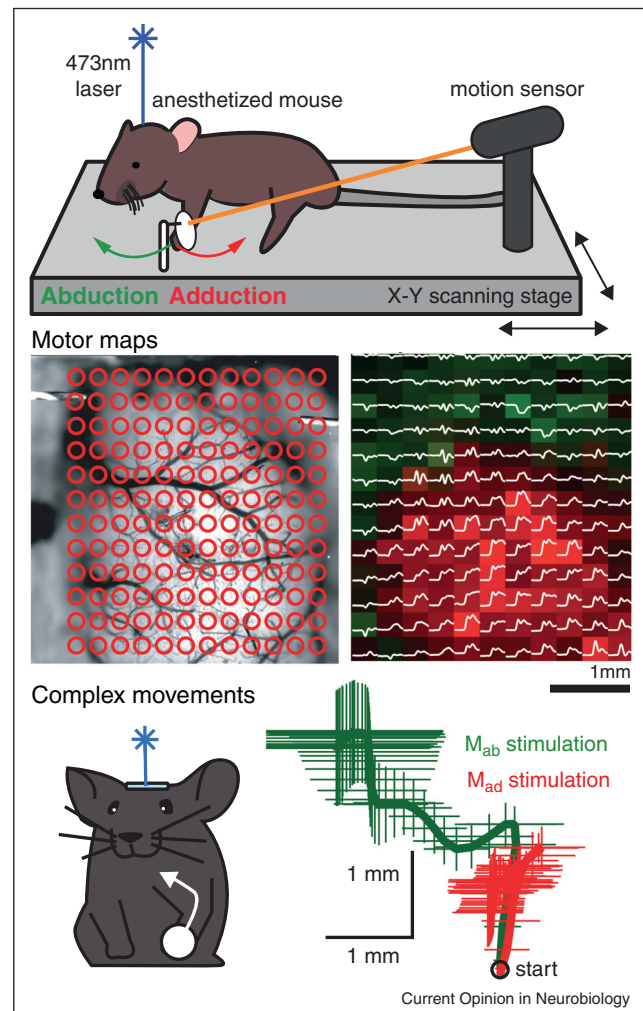 473nm
laser
anesthetized mouse
motion sensor
Abduction Adduction
X-Y scanning stage
Motor maps
1mm
Complex movements
Mab stimulation
Mad stimulation
1 mm
1 mm
start
Current Opinion in Neurobiology